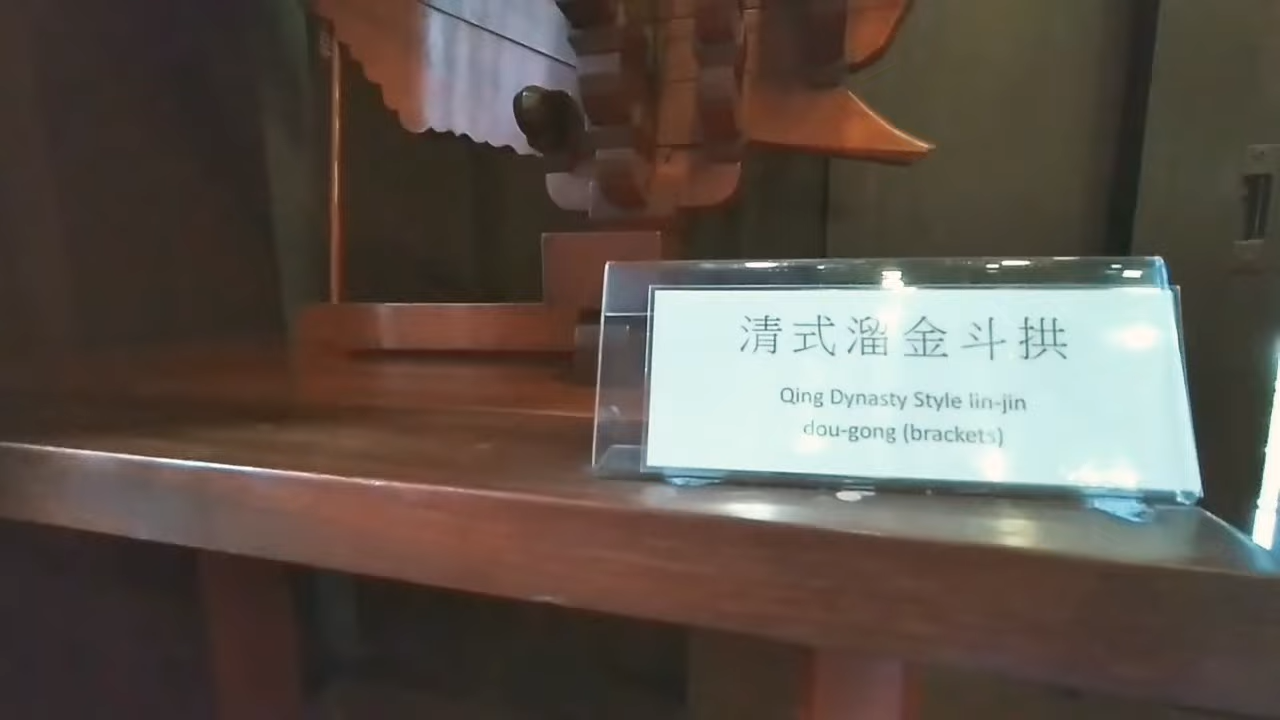 清式溜金斗拱
Qing Dynasty Style lin-jin
dou-gong (brackets)